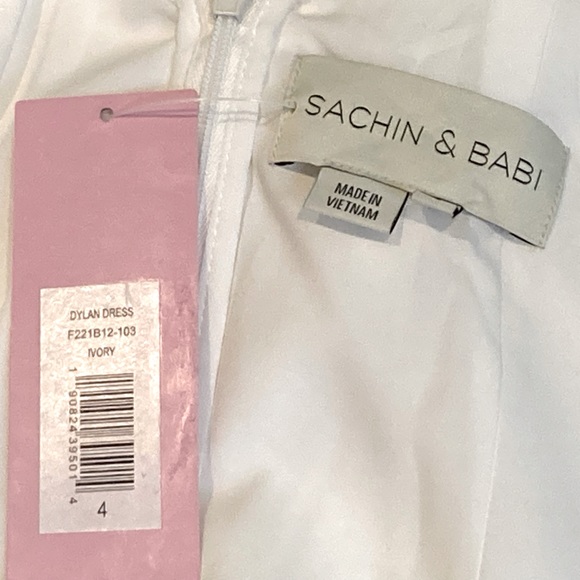 SACHIN & BABI
MADE IN
VIETNAM
DYLAN DRESS
F221B12-103
IVORY
1 90824 39501 4
4